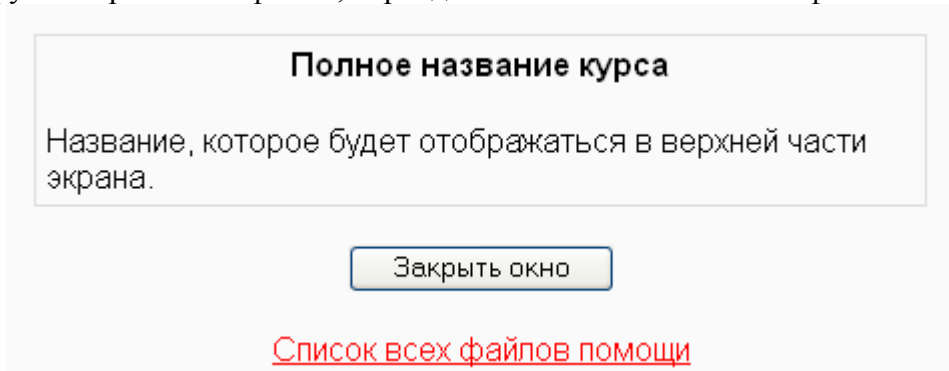 Полное название курса
Название, которое будет отображаться в верхней части
экрана.
Закрыть окно
Список всех файлов помощи